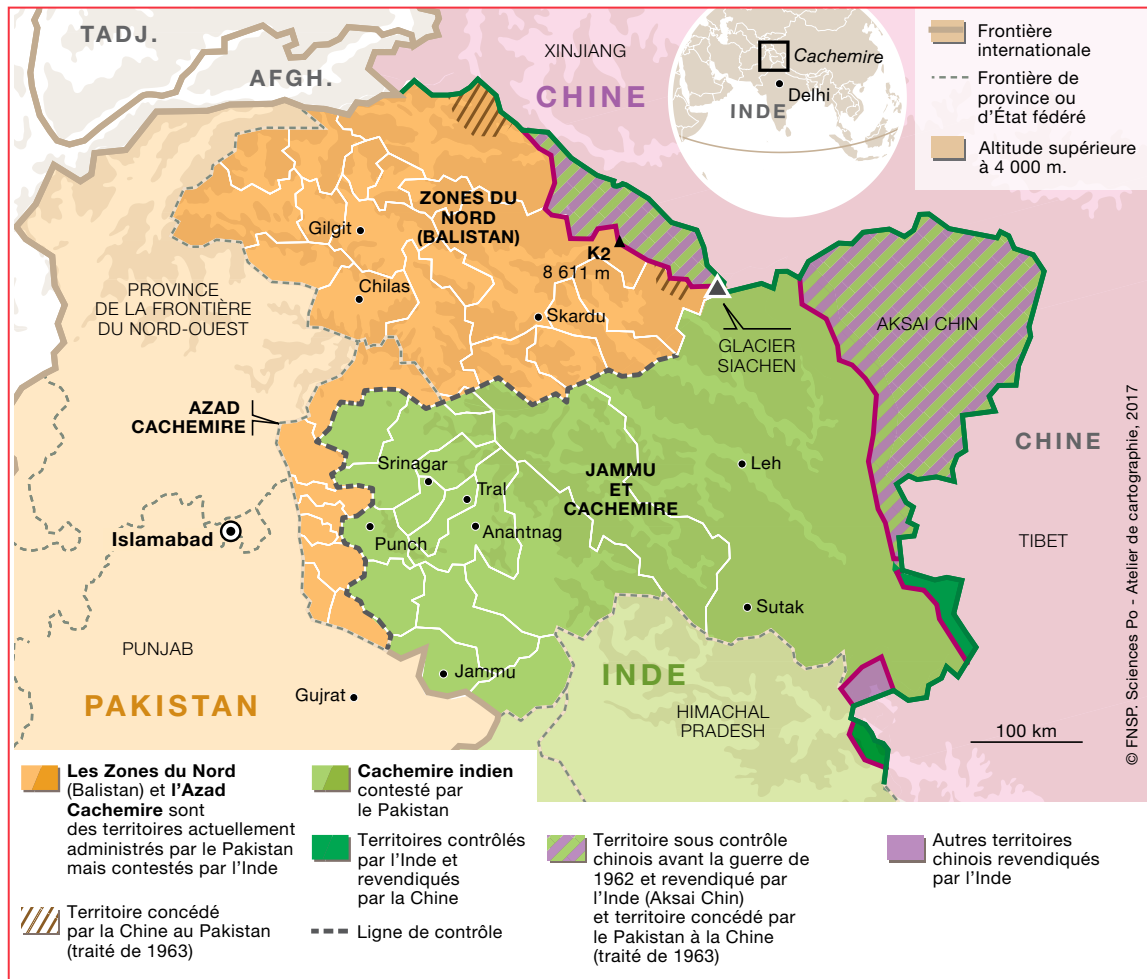 TADJ.
AFGH.
XINJIANG
CHINE
Cachemire
Delhi
INDE
Frontière
internationale
Frontière de
province ou
d'État fédéré
Altitude supérieure
à 4 000 m.
ZONES DU
NORD
(BALISTAN)
Gilgit
K2
8 611 m
Chilas
Skardu
PROVINCE
DE LA FRONTIÈRE
DU NORD-OUEST
GLACIER
SIACHEN
AKSAI CHIN
AZAD
CACHEMIRE
CHINE
Srinagar
Tral
JAMMU
ET
CACHEMIRE
Leh
Islamabad
Punch
Anantnag
TIBET
Sutak
PUNJAB
Jammu
INDE
PAKISTAN
Gujrat
HIMACHAL
PRADESH
100 km
© FNSP. Sciences Po - Atelier de cartographie, 2017
Les Zones du Nord
(Balistan) et l'Azad
Cachemire sont
des territoires actuellement
administrés par le Pakistan
mais contestés par l'Inde
Territoire concédé
par la Chine au Pakistan
(traité de 1963)
Cachemire indien
contesté par
le Pakistan
Territoires contrôlés
par l'Inde et
revendiqués
par la Chine
Ligne de contrôle
Territoire sous contrôle
chinois avant la guerre de
1962 et revendiqué par
l'Inde (Aksai Chin)
et territoire concédé par
le Pakistan à la Chine
(traité de 1963)
Autres territoires
chinois revendiqués
par l'Inde